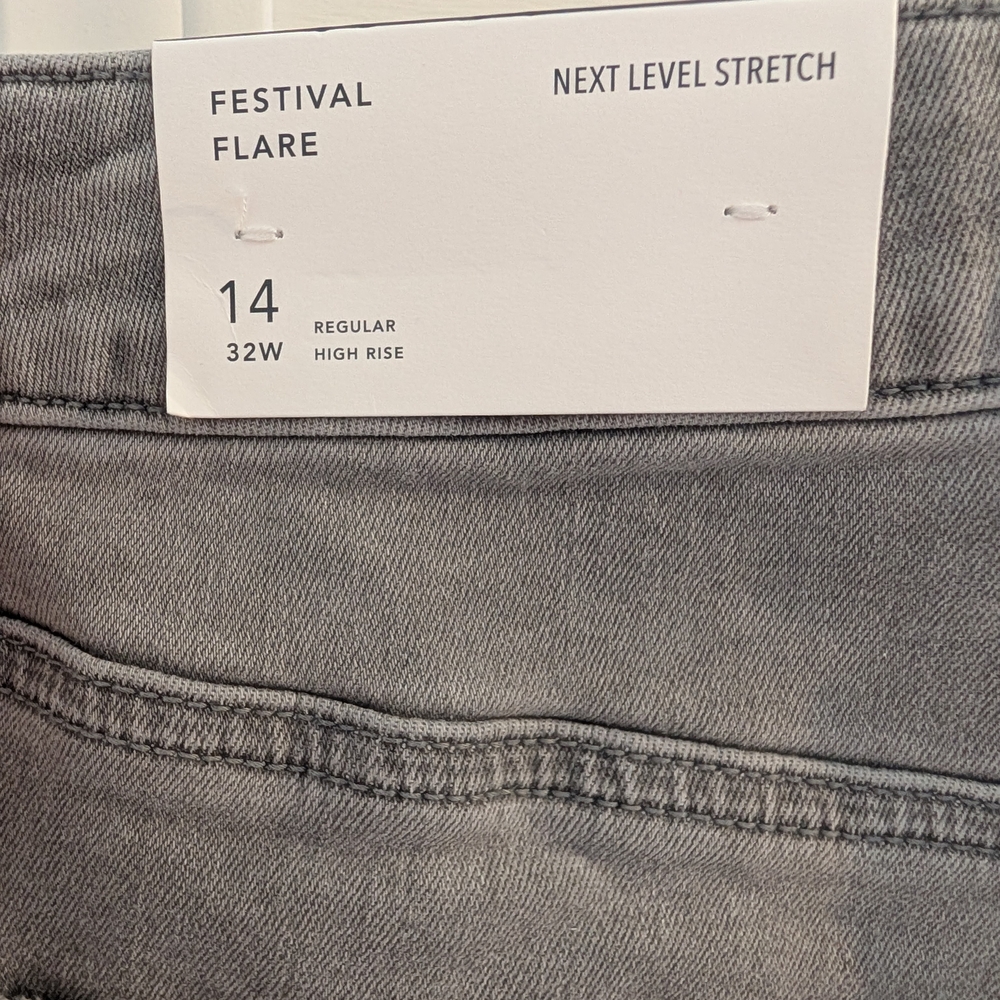 FESTIVAL
FLARE
NEXT LEVEL STRETCH
14
32W
REGULAR
HIGH RISE